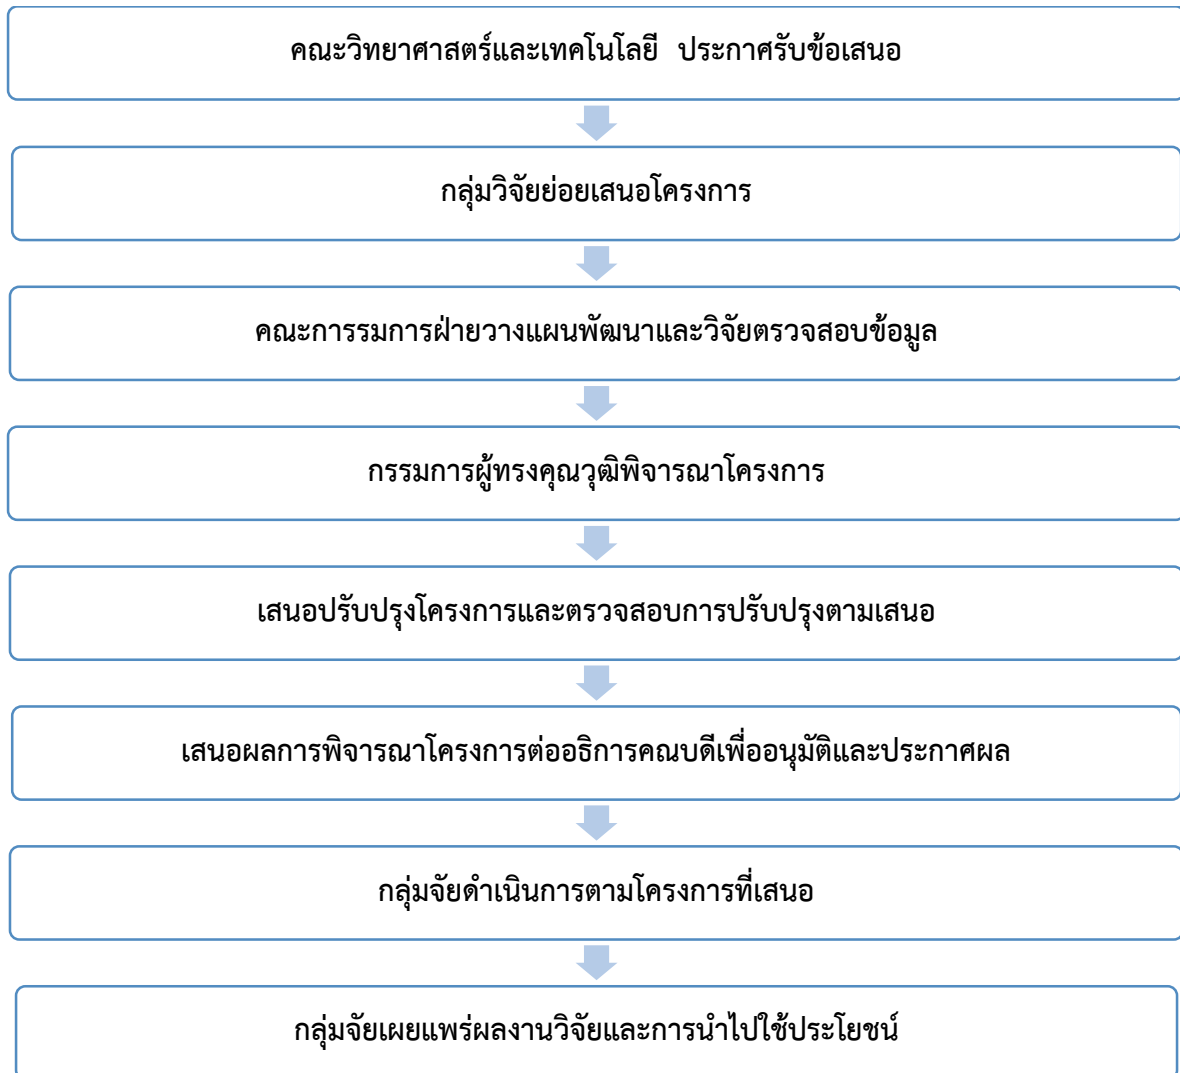 คณะวิทยาศาสตร์และเทคโนโลยี ประกาศรับข้อเสนอ
กลุ่มวิจัยย่อยเสนอโครงการ
คณะการรมการฝ่ายวางแผนพัฒนาและวิจัยตรวจสอบข้อมูล
กรรมการผู้ทรงคุณวุฒิพิจารณาโครงการ
เสนอปรับปรุงโครงการและตรวจสอบการปรับปรุงตามเสนอ
เสนอผลการพิจารณาโครงการต่ออธิการคณบดีเพื่ออนุมัติและประกาศผล
กลุ่มจัยดำเนินการตามโครงการที่เสนอ
กลุ่มจัยเผยแพร่ผลงานวิจัยและการนำไปใช้ประโยชน์